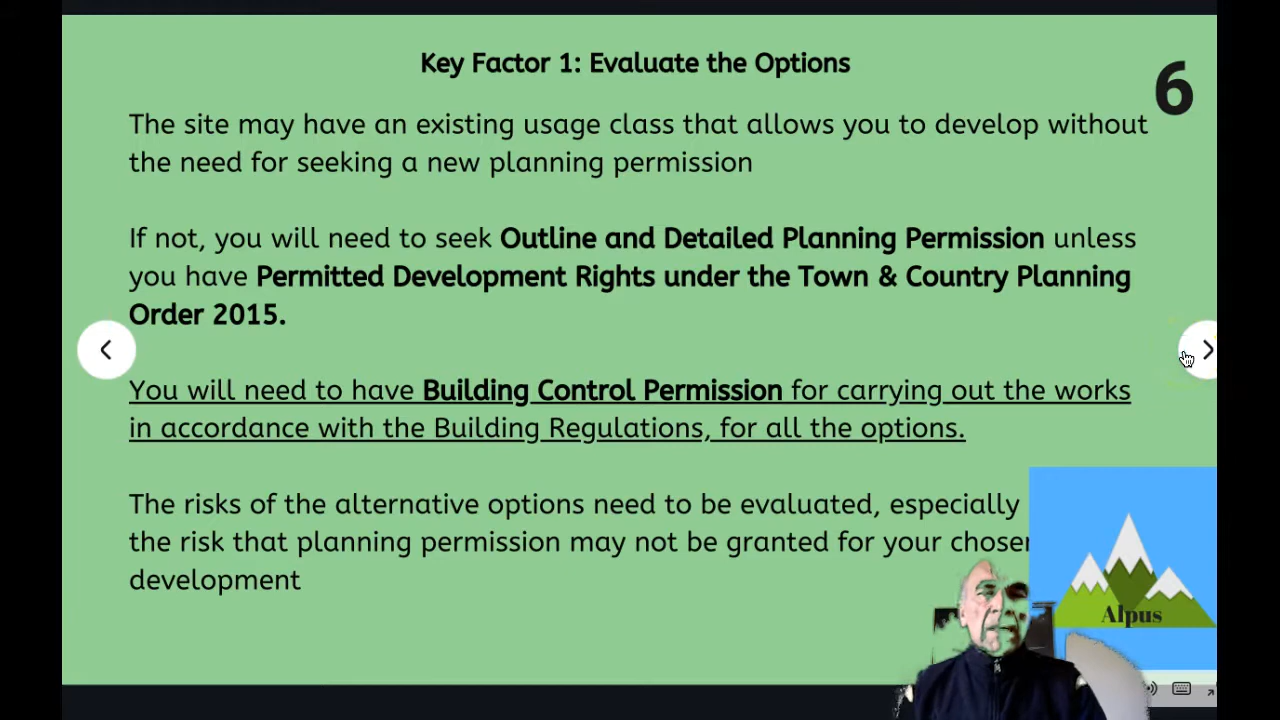 Key Factor 1: Evaluate the Options
6
The site may have an existing usage class that allows you to develop without
the need for seeking a new planning permission
If not, you will need to seek Outline and Detailed Planning Permission unless
you have Permitted Development Rights under the Town & Country Planning
Order 2015.
You will need to have Building Control Permission for carrying out the works
in accordance with the Building Regulations, for all the options.
The risks of the alternative options need to be evaluated, especially
the risk that planning permission may not be granted for your chosen
development
Alpus